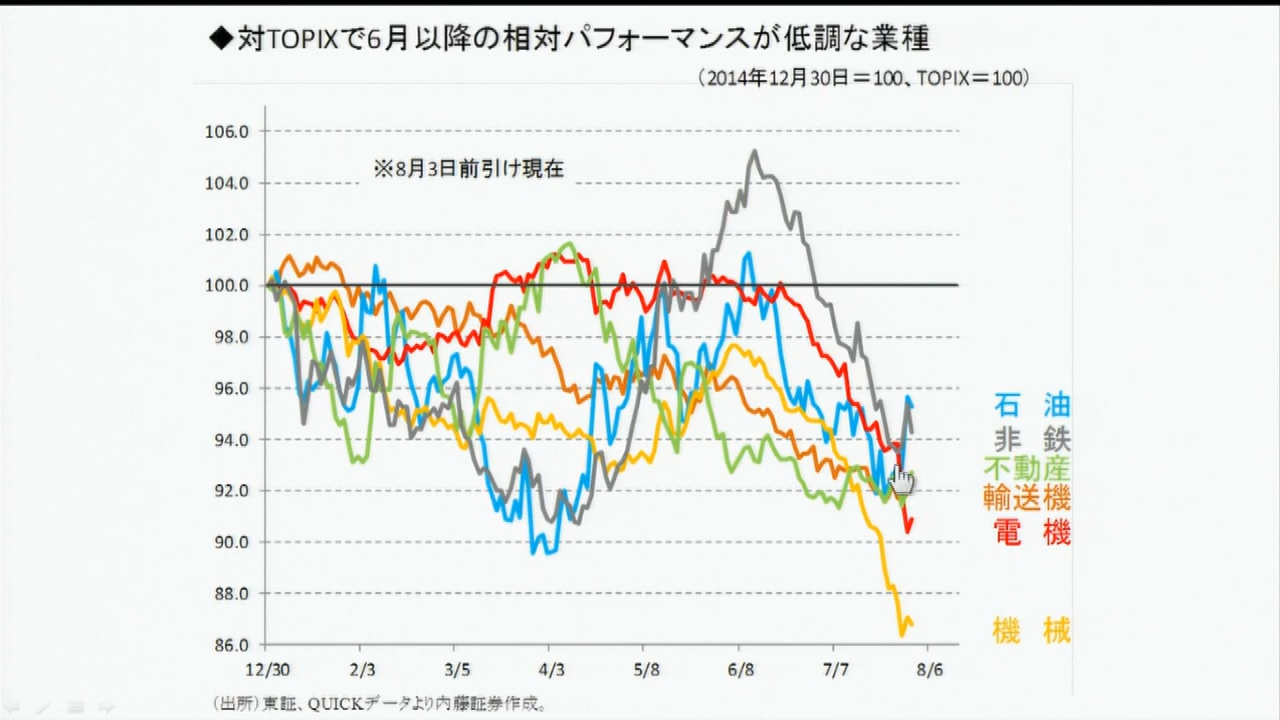 ◆対TOPIXで6月以降の相対パフォーマンスが低調な業種
（2014年12月30日＝100、TOPIX＝100）
106.0
※8月3日前引け現在
104.0
102.0
100.0
98.0
96.0
石　油
94.0
非　鉄
不動産
92.0
輸送機
電　機
90.0
88.0
機　械
86.0
12/30 2/3 3/5 4/3 5/8 6/8 7/7 8/6
（出所）東証、QUICKデータより内藤証券作成。